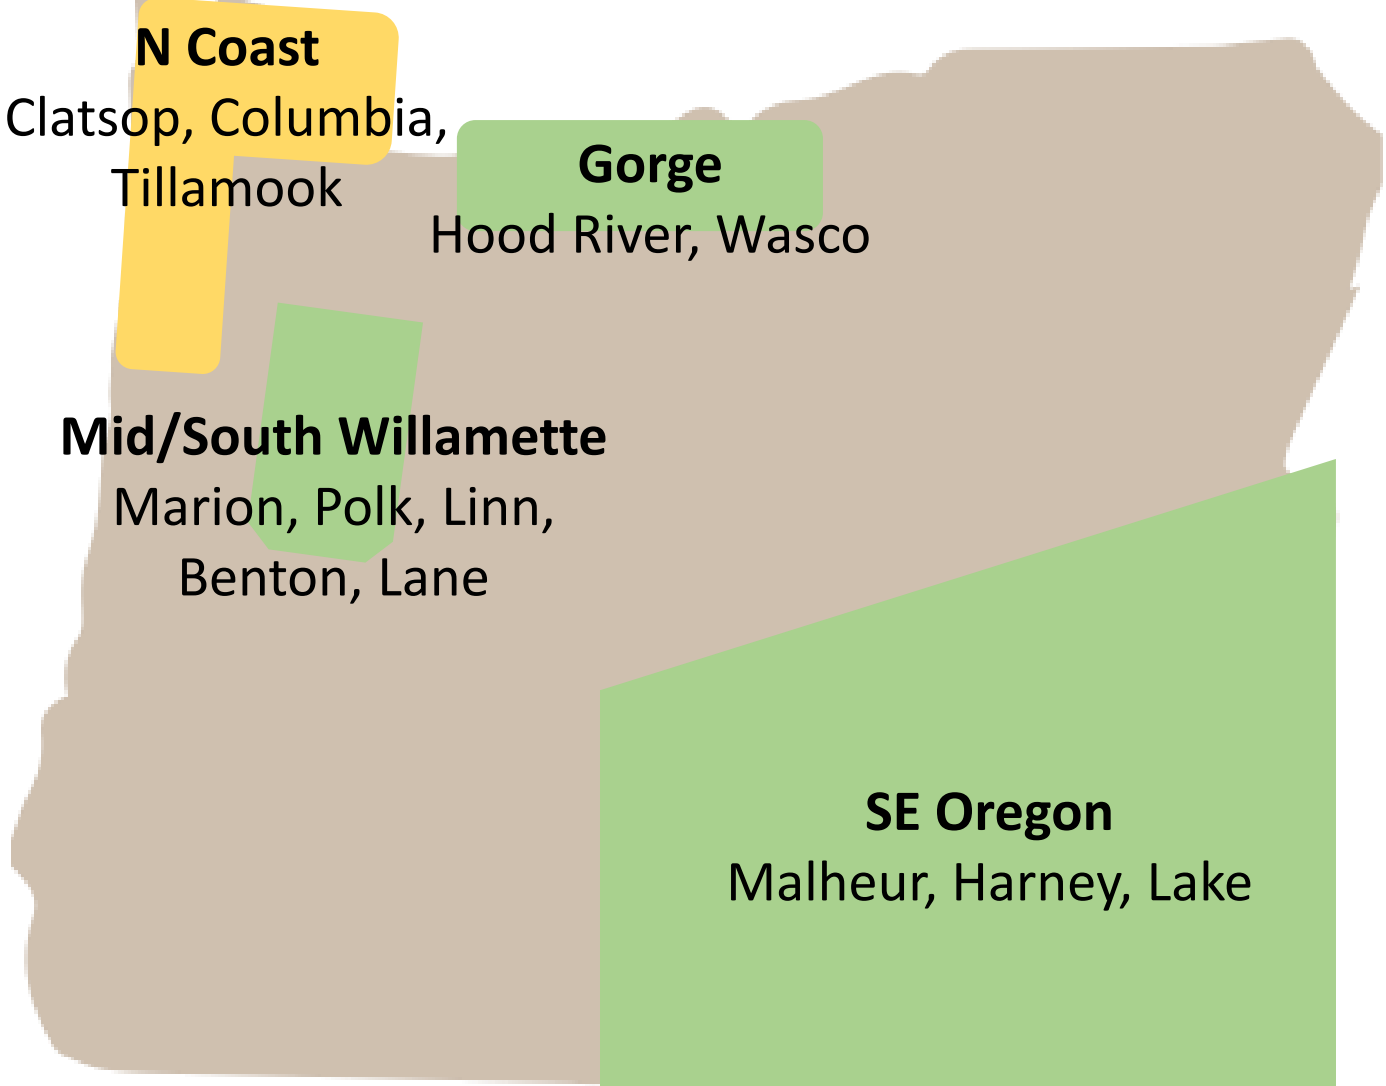 N Coast
Clatsop, Columbia,
Tillamook
Gorge
Hood River, Wasco
Mid/South Willamette
Marion, Polk, Linn,
Benton, Lane
SE Oregon
Malheur, Harney, Lake